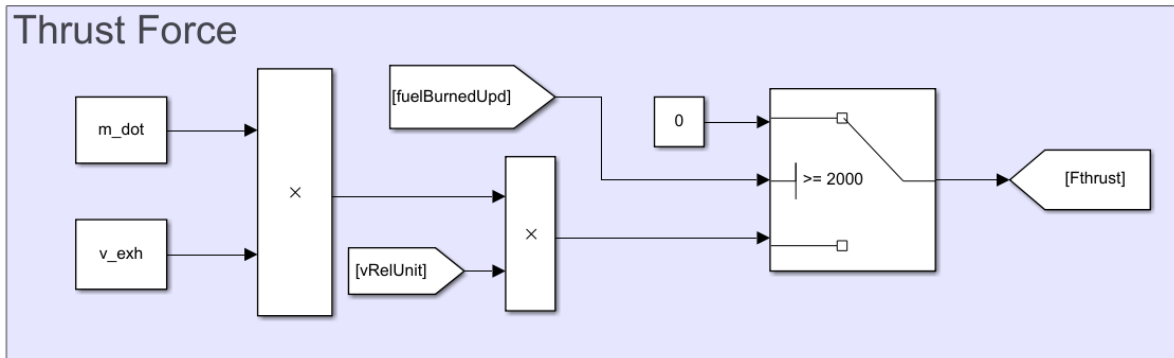 Thrust Force
m_dot
v_exh
×
[fuelBurnedUpd]
[vRelUnit]
×
0
>= 2000
[Fthrust]